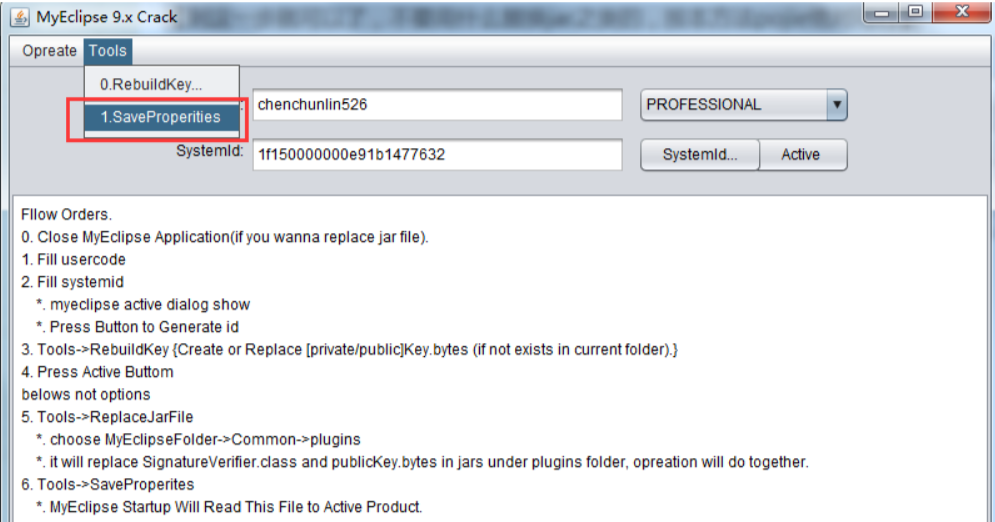 MyEclipse 9.x Crack
Opreate Tools
0.RebuildKey...
1.SaveProperities
chenchunlin526
PROFESSIONAL
SystemId:
1f150000000e91b1477632
SystemId...
Active
Fllow Orders.
0. Close MyEclipse Application(if you wanna replace jar file).
1. Fill usercode
2. Fill systemid
*. myeclipse active dialog show
*. Press Button to Generate id
3. Tools->RebuildKey {Create or Replace [private/public]Key.bytes (if not exists in current folder).}
4. Press Active Buttom
belows not options
5. Tools->ReplaceJarFile
*. choose MyEclipseFolder->Common->plugins
*. it will replace SignatureVerifier.class and publicKey.bytes in jars under plugins folder, opreation will do together.
6. Tools->SaveProperites
*. MyEclipse Startup Will Read This File to Active Product.